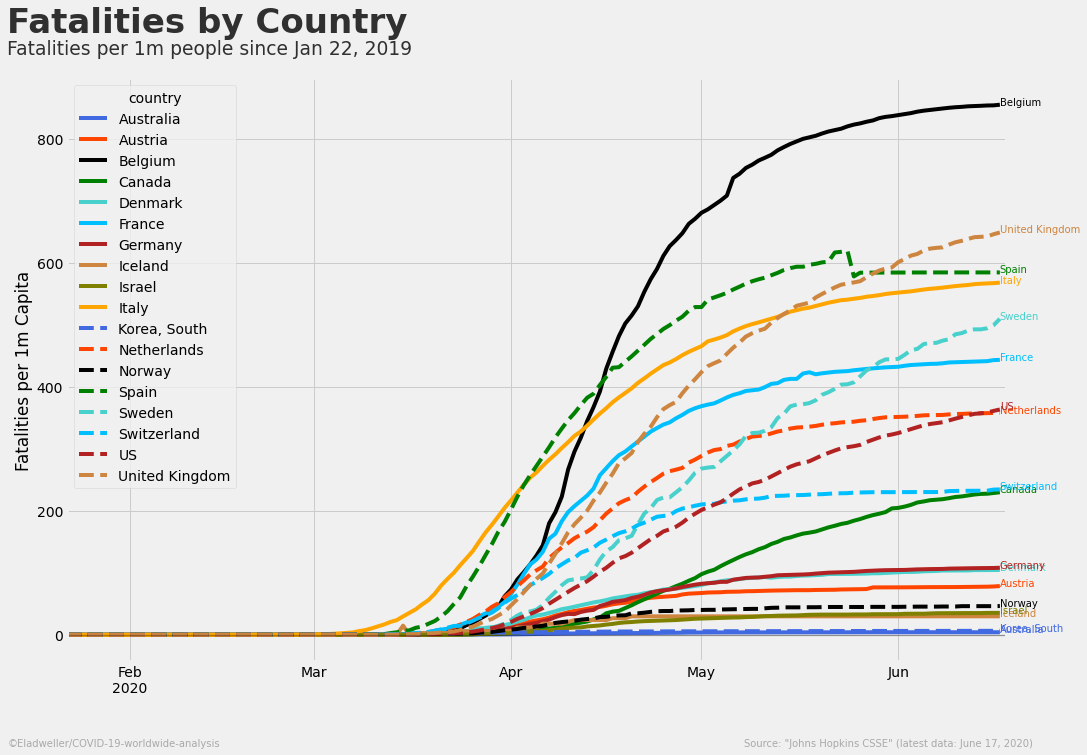 Fatalities by Country
Fatalities per 1m people since Jan 22, 2019
Fatalities per 1m Capita
800
600
400
200
0
country
Australia
Austria
Belgium
Canada
Denmark
France
Germany
Iceland
Israel
Italy
Korea, South
Netherlands
Norway
Spain
Sweden
Switzerland
US
United Kingdom
Belgium
United Kingdom
Spain
Italy
Sweden
France
US
Netherlands
Switzerland
Canada
Germany
Denmark
Austria
Norway
Israel
Iceland
Korea, South
Australia
Feb
2020
Mar
Apr
May
Jun
©Eladweller/COVID-19-worldwide-analysis
Source: "Johns Hopkins CSSE" (latest data: June 17, 2020)